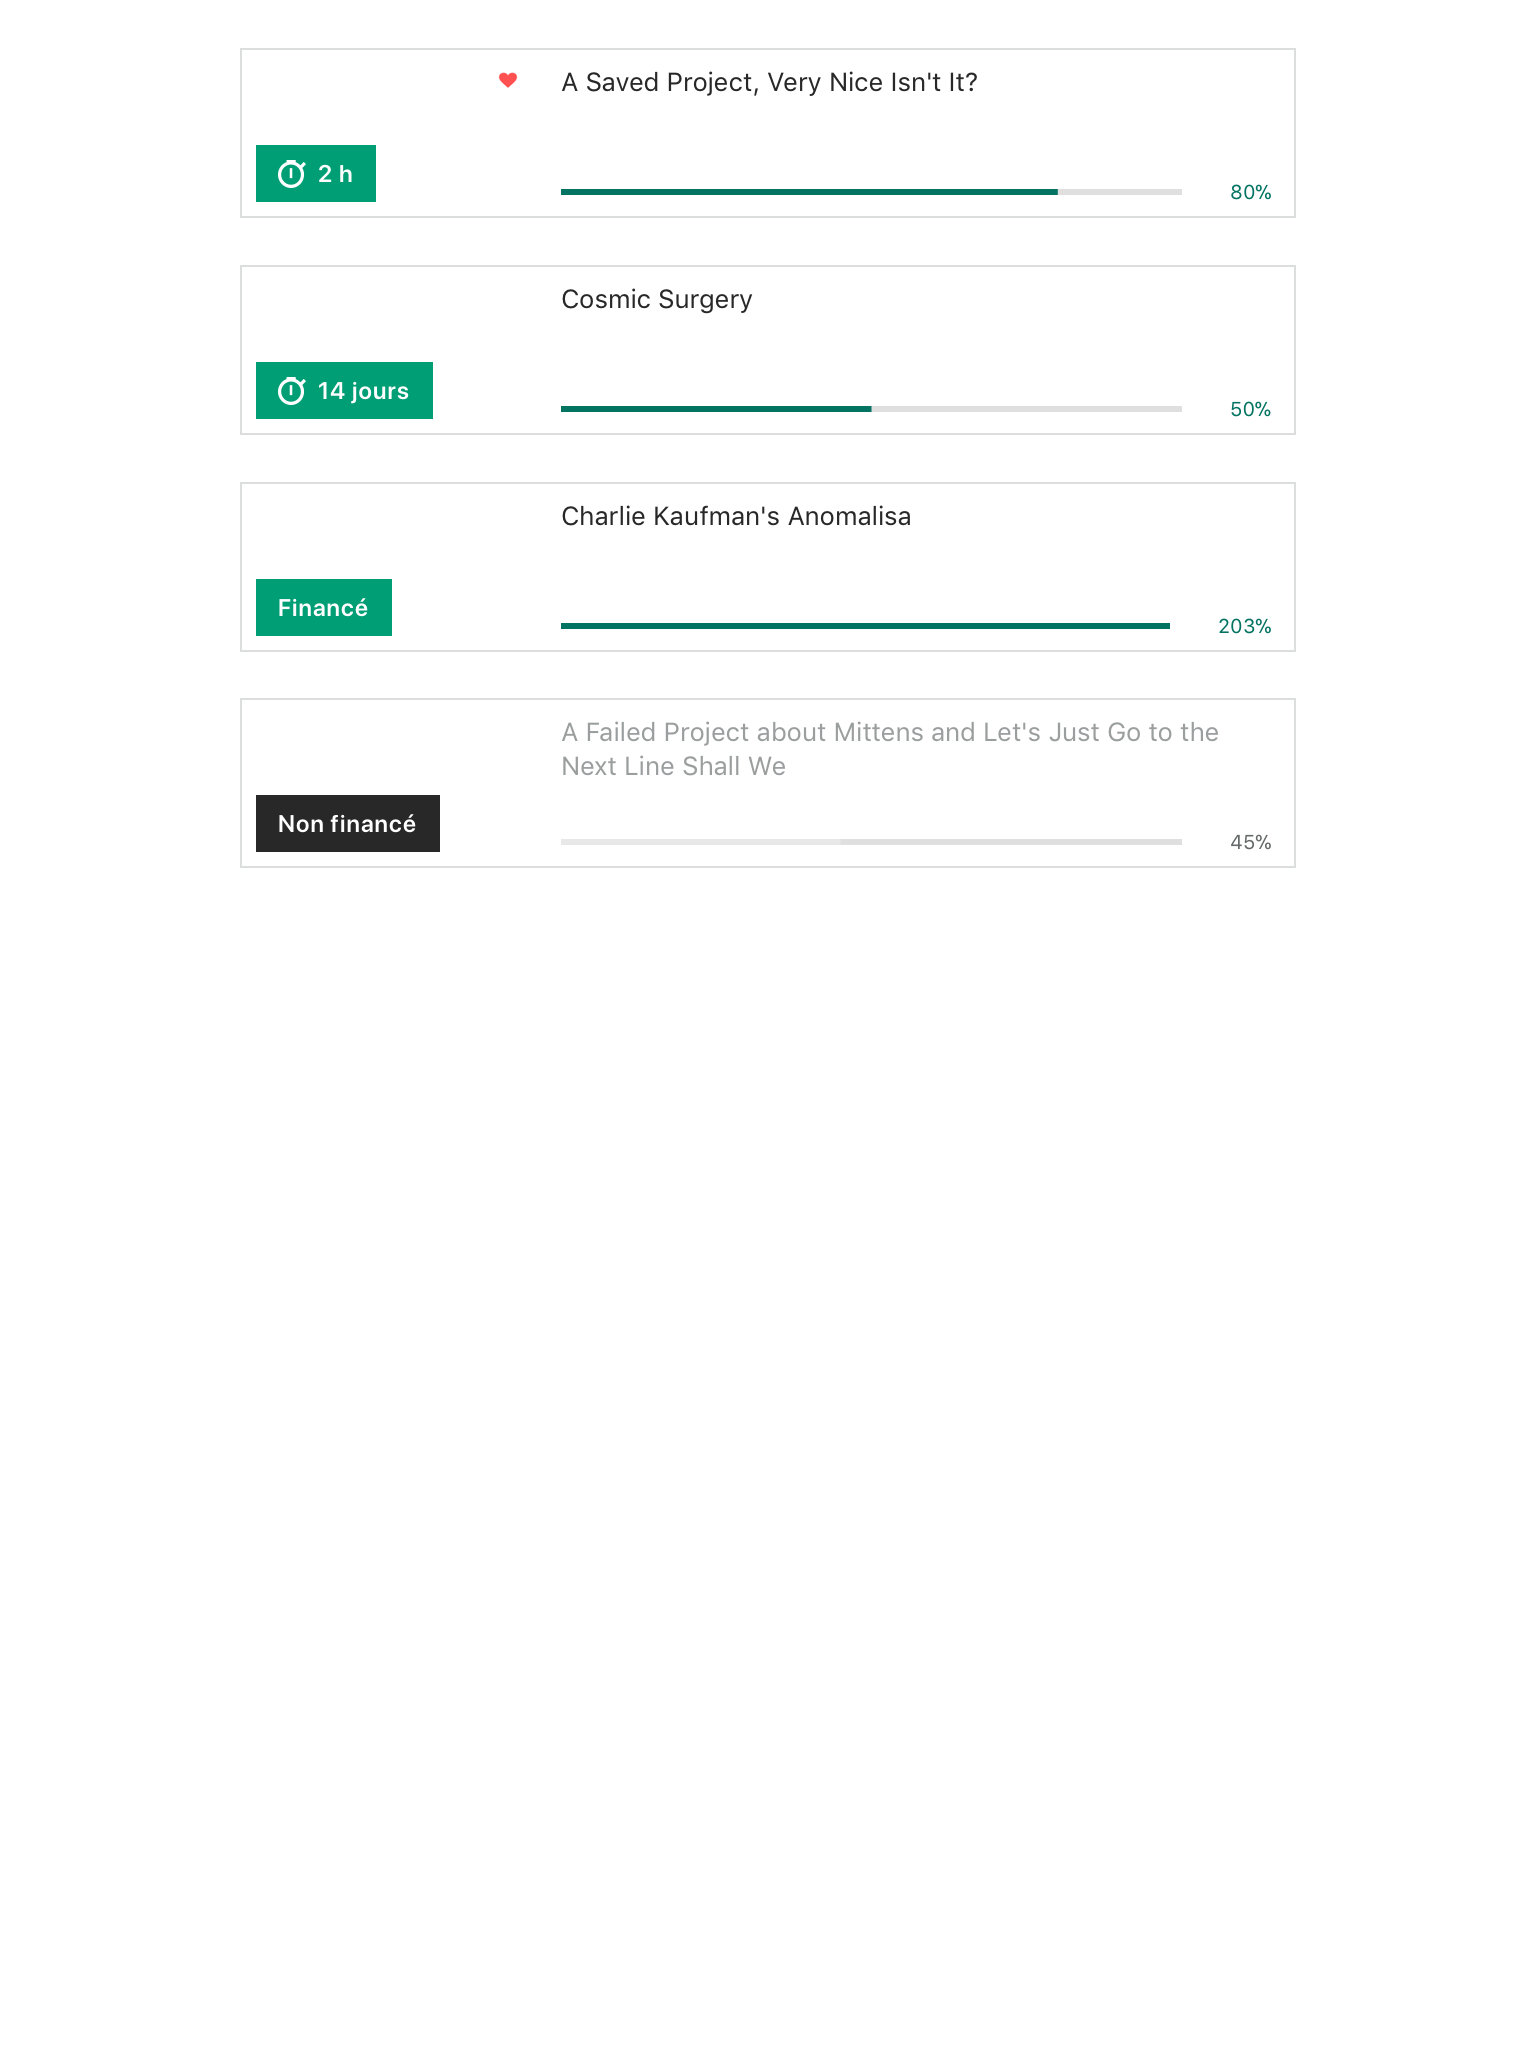 A Saved Project, Very Nice Isn't It?
2 h
80%
Cosmic Surgery
14 jours
50%
Charlie Kaufman's Anomalisa
Financé
203%
A Failed Project about Mittens and Let's Just Go to the
Next Line Shall We
Non financé
45%